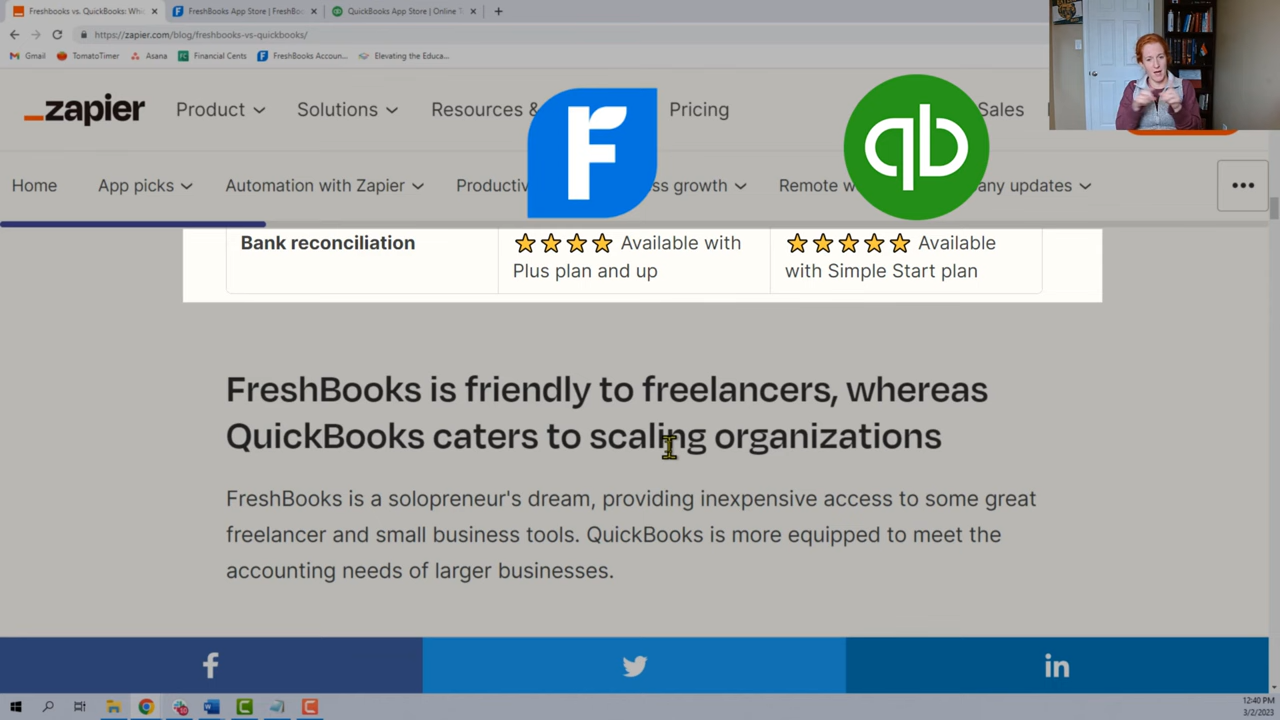 Freshbooks vs. QuickBooks: Whi
FreshBooks App Store | FreshBoo
QuickBooks App Store | Online
https://zapier.com/blog/freshbooks-vs-quickbooks/
Gmail
TomatoTimer
Asana
Financial Cents
FreshBooks Accoun...
Elevating the Educa...
zapier
Product
Solutions
Resources &
Pricing
Sales
F
qb
Home
App picks
Automation with Zapier
Productiv
ss growth
Remote w
any updates
Bank reconciliation
Available with
Plus plan and up
Available
with Simple Start plan
FreshBooks is friendly to freelancers, whereas
QuickBooks caters to scaling organizations
FreshBooks is a solopreneur's dream, providing inexpensive access to some great
freelancer and small business tools. QuickBooks is more equipped to meet the
accounting needs of larger businesses.
f
in
12:40 PM
3/2/2023